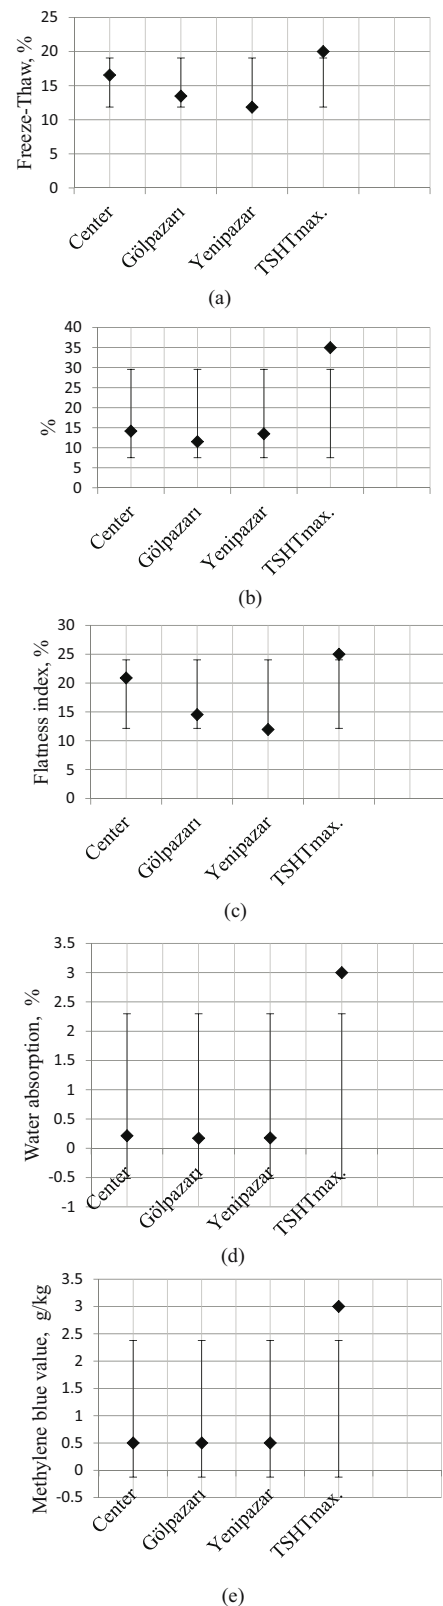 Freeze-Thaw, %
25
20
15
10
5
0
Center
Gölpazarı
Yenipazar
TSHTmax.
(a)
%
40
35
30
25
20
15
10
5
0
Center
Gölpazarı
Yenipazar
TSHTmax.
(b)
Flatness index, %
30
25
20
15
10
5
0
Center
Gölpazarı
Yenipazar
TSHTmax.
(c)
Water absorption, %
3.5
3
2.5
2
1.5
1
0.5
0
-0.5
-1
Center
Gölpazarı
Yenipazar
TSHTmax.
(d)
Methylene blue value, g/kg
3.5
3
2.5
2
1.5
1
0.5
0
-0.5
Center
Gölpazarı
Yenipazar
TSHTmax.
(e)